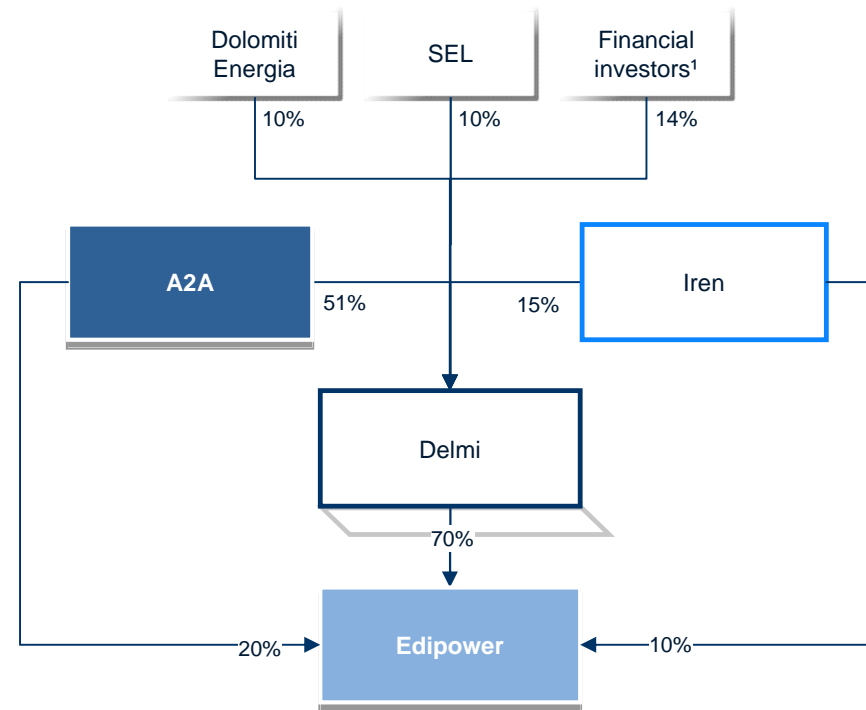 Dolomiti
Energia
SEL
Financial
investors¹
10%
10%
14%
A2A
Iren
51%
15%
Delmi
70%
20%
Edipower
10%